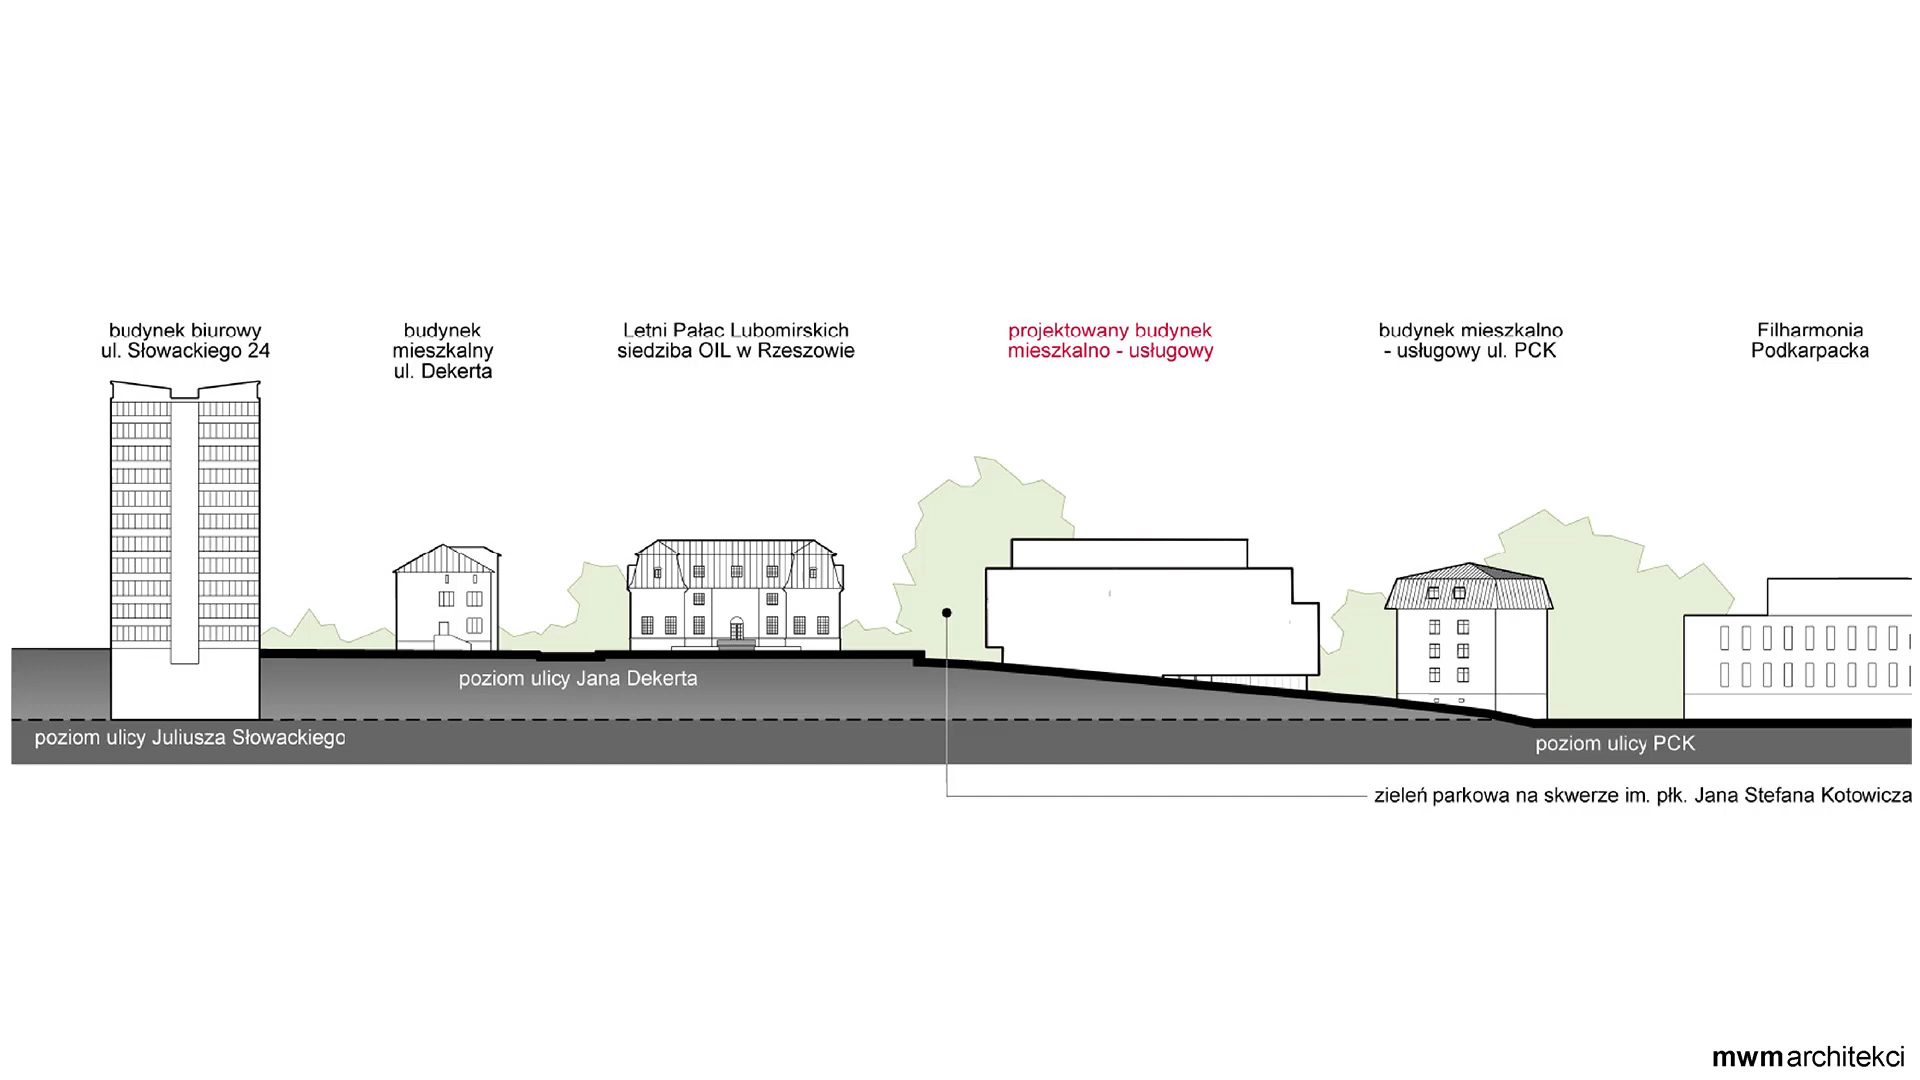 budynek biurowy
ul. Słowackiego 24
budynek
mieszkalny
ul. Dekerta
Letni Pałac Lubomirskich
siedziba OIL w Rzeszowie
projektowany budynek
mieszkalno - usługowy
budynek mieszkalno
- usługowy ul. PCK
Filharmonia
Podkarpacka
poziom ulicy Jana Dekerta
poziom ulicy Juliusza Słowackiego
poziom ulicy PCK
zieleń parkowa na skwerze im. płk. Jana Stefana Kotowicza
mwmarchitekci